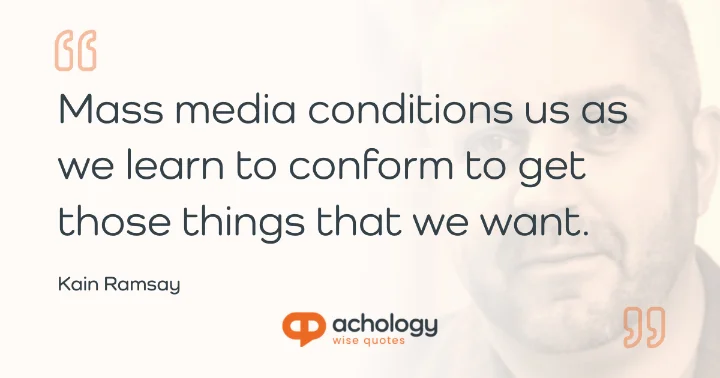 Mass media conditions us as
we learn to conform to get
those things that we want.
Kain Ramsay
achology
wise quotes